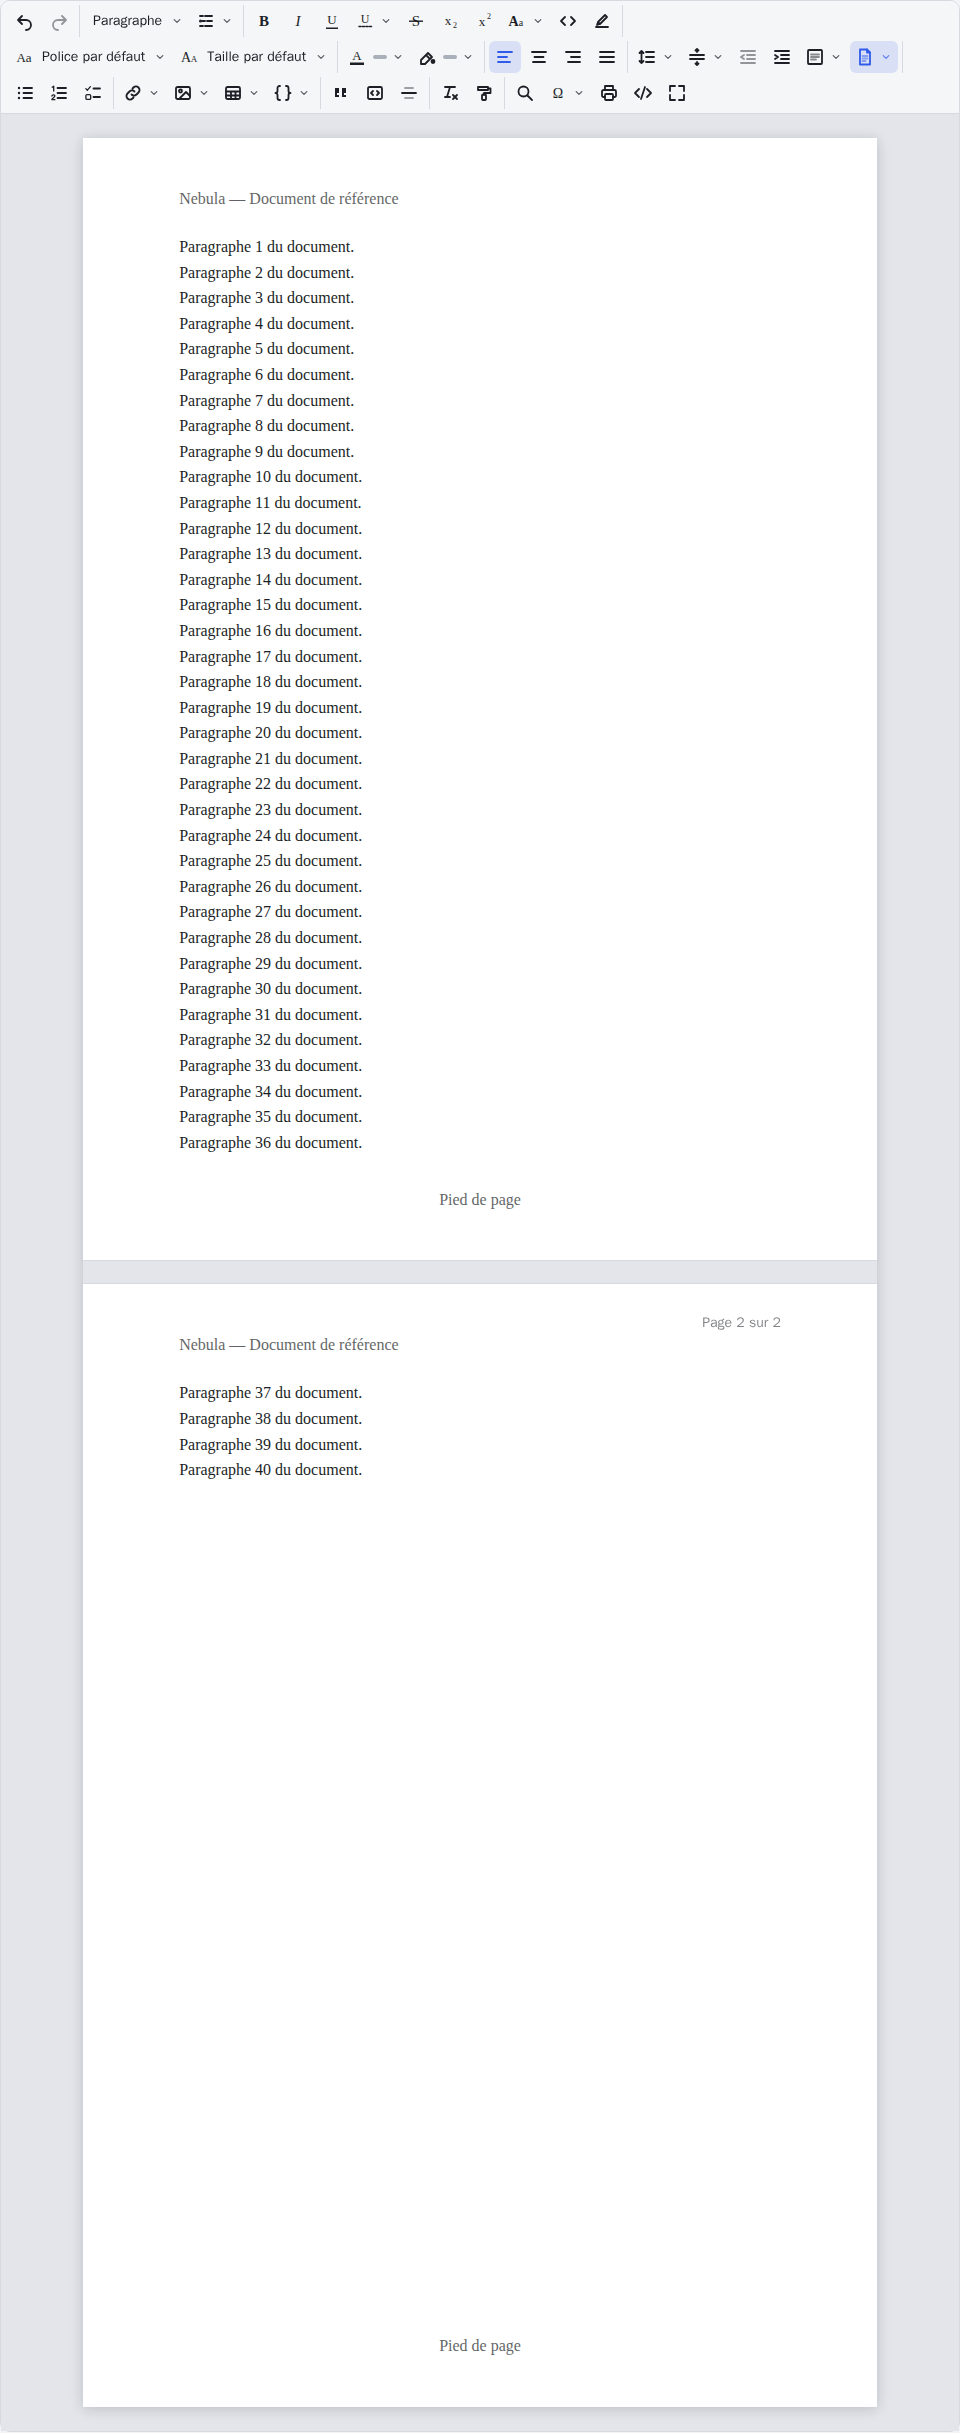 Paragraphe B I U U S x₂ x² Aa
Aa Police par défaut AA Taille par défaut A
Ω
Nebula — Document de référence
Paragraphe 1 du document.
Paragraphe 2 du document.
Paragraphe 3 du document.
Paragraphe 4 du document.
Paragraphe 5 du document.
Paragraphe 6 du document.
Paragraphe 7 du document.
Paragraphe 8 du document.
Paragraphe 9 du document.
Paragraphe 10 du document.
Paragraphe 11 du document.
Paragraphe 12 du document.
Paragraphe 13 du document.
Paragraphe 14 du document.
Paragraphe 15 du document.
Paragraphe 16 du document.
Paragraphe 17 du document.
Paragraphe 18 du document.
Paragraphe 19 du document.
Paragraphe 20 du document.
Paragraphe 21 du document.
Paragraphe 22 du document.
Paragraphe 23 du document.
Paragraphe 24 du document.
Paragraphe 25 du document.
Paragraphe 26 du document.
Paragraphe 27 du document.
Paragraphe 28 du document.
Paragraphe 29 du document.
Paragraphe 30 du document.
Paragraphe 31 du document.
Paragraphe 32 du document.
Paragraphe 33 du document.
Paragraphe 34 du document.
Paragraphe 35 du document.
Paragraphe 36 du document.
Pied de page
Page 2 sur 2
Nebula — Document de référence
Paragraphe 37 du document.
Paragraphe 38 du document.
Paragraphe 39 du document.
Paragraphe 40 du document.
Pied de page